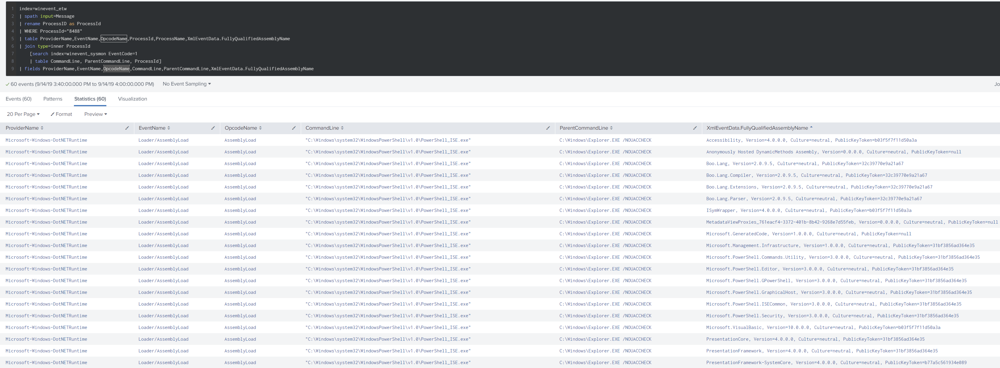 1 index=winevent_etw
2 | spath input=Message
3 | rename ProcessID as ProcessId
4 | WHERE ProcessId="8488"
5 | table ProviderName,EventName,OpcodeName,ProcessId,ProcessName,XmlEventData.FullyQualifiedAssemblyName
6 | join type=inner ProcessId
7 [search index=winevent_sysmon EventCode=1
8 | table CommandLine, ParentCommandLine, ProcessId]
9 | fields ProviderName,EventName,OpcodeName,CommandLine,ParentCommandLine,XmlEventData.FullyQualifiedAssemblyName
60 events (9/14/19 3:40:00.000 PM to 9/14/19 4:00:00.000 PM) No Event Sampling Jo
Events (60) Patterns Statistics (60) Visualization
20 Per Page Format Preview
ProviderName EventName OpcodeName CommandLine ParentCommandLine XmlEventData.FullyQualifiedAssemblyName
Microsoft-Windows-DotNETRuntime Loader/AssemblyLoad AssemblyLoad "C:\Windows\system32\WindowsPowerShell\v1.0\PowerShell_ISE.exe" C:\Windows\Explorer.EXE /NOUACCHECK Accessibility, Version=4.0.0.0, Culture=neutral, PublicKeyToken=b03f5f7f11d50a3a
Microsoft-Windows-DotNETRuntime Loader/AssemblyLoad AssemblyLoad "C:\Windows\system32\WindowsPowerShell\v1.0\PowerShell_ISE.exe" C:\Windows\Explorer.EXE /NOUACCHECK Anonymously Hosted DynamicMethods Assembly, Version=0.0.0.0, Culture=neutral, PublicKeyToken=null
Microsoft-Windows-DotNETRuntime Loader/AssemblyLoad AssemblyLoad "C:\Windows\system32\WindowsPowerShell\v1.0\PowerShell_ISE.exe" C:\Windows\Explorer.EXE /NOUACCHECK Boo.Lang, Version=2.0.9.5, Culture=neutral, PublicKeyToken=32c39770e9a21a67
Microsoft-Windows-DotNETRuntime Loader/AssemblyLoad AssemblyLoad "C:\Windows\system32\WindowsPowerShell\v1.0\PowerShell_ISE.exe" C:\Windows\Explorer.EXE /NOUACCHECK Boo.Lang.Compiler, Version=2.0.9.5, Culture=neutral, PublicKeyToken=32c39770e9a21a67
Microsoft-Windows-DotNETRuntime Loader/AssemblyLoad AssemblyLoad "C:\Windows\system32\WindowsPowerShell\v1.0\PowerShell_ISE.exe" C:\Windows\Explorer.EXE /NOUACCHECK Boo.Lang.Extensions, Version=2.0.9.5, Culture=neutral, PublicKeyToken=32c39770e9a21a67
Microsoft-Windows-DotNETRuntime Loader/AssemblyLoad AssemblyLoad "C:\Windows\system32\WindowsPowerShell\v1.0\PowerShell_ISE.exe" C:\Windows\Explorer.EXE /NOUACCHECK Boo.Lang.Parser, Version=2.0.9.5, Culture=neutral, PublicKeyToken=32c39770e9a21a67
Microsoft-Windows-DotNETRuntime Loader/AssemblyLoad AssemblyLoad "C:\Windows\system32\WindowsPowerShell\v1.0\PowerShell_ISE.exe" C:\Windows\Explorer.EXE /NOUACCHECK ISymWrapper, Version=4.0.0.0, Culture=neutral, PublicKeyToken=b03f5f7f11d50a3a
Microsoft-Windows-DotNETRuntime Loader/AssemblyLoad AssemblyLoad "C:\Windows\system32\WindowsPowerShell\v1.0\PowerShell_ISE.exe" C:\Windows\Explorer.EXE /NOUACCHECK MetadataViewProxies_761eacf4-3372-401b-8b42-9268e7d55feb, Version=0.0.0.0, Culture=neutral, PublicKeyToken=null
Microsoft-Windows-DotNETRuntime Loader/AssemblyLoad AssemblyLoad "C:\Windows\system32\WindowsPowerShell\v1.0\PowerShell_ISE.exe" C:\Windows\Explorer.EXE /NOUACCHECK Microsoft.GeneratedCode, Version=1.0.0.0, Culture=neutral, PublicKeyToken=null
Microsoft-Windows-DotNETRuntime Loader/AssemblyLoad AssemblyLoad "C:\Windows\system32\WindowsPowerShell\v1.0\PowerShell_ISE.exe" C:\Windows\Explorer.EXE /NOUACCHECK Microsoft.Management.Infrastructure, Version=1.0.0.0, Culture=neutral, PublicKeyToken=31bf3856ad364e35
Microsoft-Windows-DotNETRuntime Loader/AssemblyLoad AssemblyLoad "C:\Windows\system32\WindowsPowerShell\v1.0\PowerShell_ISE.exe" C:\Windows\Explorer.EXE /NOUACCHECK Microsoft.PowerShell.Commands.Utility, Version=3.0.0.0, Culture=neutral, PublicKeyToken=31bf3856ad364e35
Microsoft-Windows-DotNETRuntime Loader/AssemblyLoad AssemblyLoad "C:\Windows\system32\WindowsPowerShell\v1.0\PowerShell_ISE.exe" C:\Windows\Explorer.EXE /NOUACCHECK Microsoft.PowerShell.Editor, Version=3.0.0.0, Culture=neutral, PublicKeyToken=31bf3856ad364e35
Microsoft-Windows-DotNETRuntime Loader/AssemblyLoad AssemblyLoad "C:\Windows\system32\WindowsPowerShell\v1.0\PowerShell_ISE.exe" C:\Windows\Explorer.EXE /NOUACCHECK Microsoft.PowerShell.GPowerShell, Version=3.0.0.0, Culture=neutral, PublicKeyToken=31bf3856ad364e35
Microsoft-Windows-DotNETRuntime Loader/AssemblyLoad AssemblyLoad "C:\Windows\system32\WindowsPowerShell\v1.0\PowerShell_ISE.exe" C:\Windows\Explorer.EXE /NOUACCHECK Microsoft.PowerShell.GraphicalHost, Version=3.0.0.0, Culture=neutral, PublicKeyToken=31bf3856ad364e35
Microsoft-Windows-DotNETRuntime Loader/AssemblyLoad AssemblyLoad "C:\Windows\system32\WindowsPowerShell\v1.0\PowerShell_ISE.exe" C:\Windows\Explorer.EXE /NOUACCHECK Microsoft.PowerShell.ISECommon, Version=3.0.0.0, Culture=neutral, PublicKeyToken=31bf3856ad364e35
Microsoft-Windows-DotNETRuntime Loader/AssemblyLoad AssemblyLoad "C:\Windows\system32\WindowsPowerShell\v1.0\PowerShell_ISE.exe" C:\Windows\Explorer.EXE /NOUACCHECK Microsoft.PowerShell.Security, Version=3.0.0.0, Culture=neutral, PublicKeyToken=31bf3856ad364e35
Microsoft-Windows-DotNETRuntime Loader/AssemblyLoad AssemblyLoad "C:\Windows\system32\WindowsPowerShell\v1.0\PowerShell_ISE.exe" C:\Windows\Explorer.EXE /NOUACCHECK Microsoft.VisualBasic, Version=10.0.0.0, Culture=neutral, PublicKeyToken=b03f5f7f11d50a3a
Microsoft-Windows-DotNETRuntime Loader/AssemblyLoad AssemblyLoad "C:\Windows\system32\WindowsPowerShell\v1.0\PowerShell_ISE.exe" C:\Windows\Explorer.EXE /NOUACCHECK PresentationCore, Version=4.0.0.0, Culture=neutral, PublicKeyToken=31bf3856ad364e35
Microsoft-Windows-DotNETRuntime Loader/AssemblyLoad AssemblyLoad "C:\Windows\system32\WindowsPowerShell\v1.0\PowerShell_ISE.exe" C:\Windows\Explorer.EXE /NOUACCHECK PresentationFramework, Version=4.0.0.0, Culture=neutral, PublicKeyToken=31bf3856ad364e35
Microsoft-Windows-DotNETRuntime Loader/AssemblyLoad AssemblyLoad "C:\Windows\system32\WindowsPowerShell\v1.0\PowerShell_ISE.exe" C:\Windows\Explorer.EXE /NOUACCHECK PresentationFramework-SystemCore, Version=4.0.0.0, Culture=neutral, PublicKeyToken=b77a5c561934e089